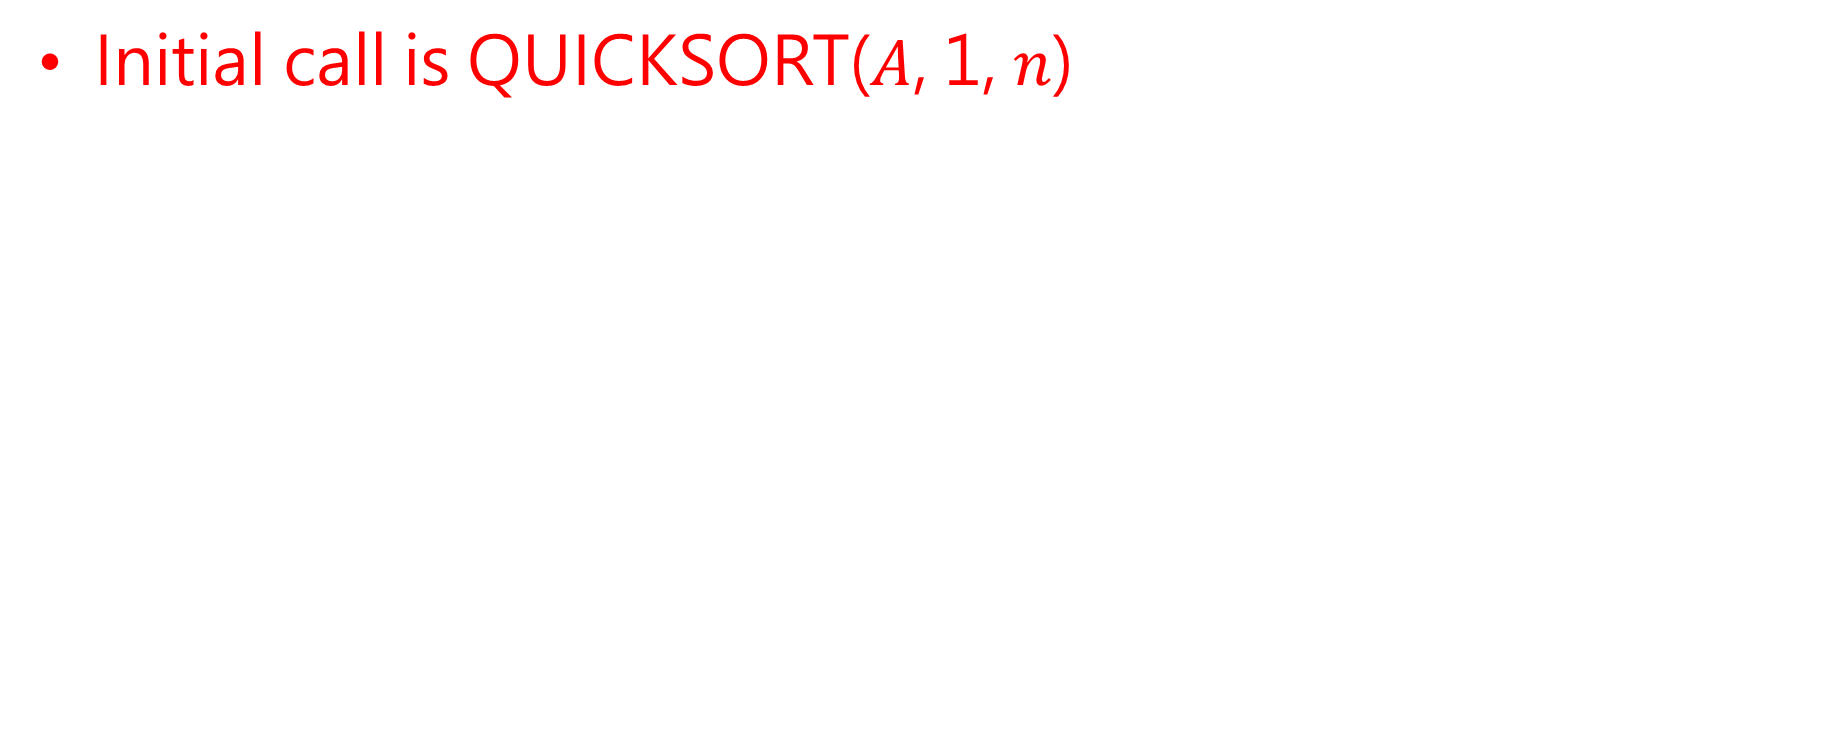 • Initial call is QUICKSORT(A, 1, n)